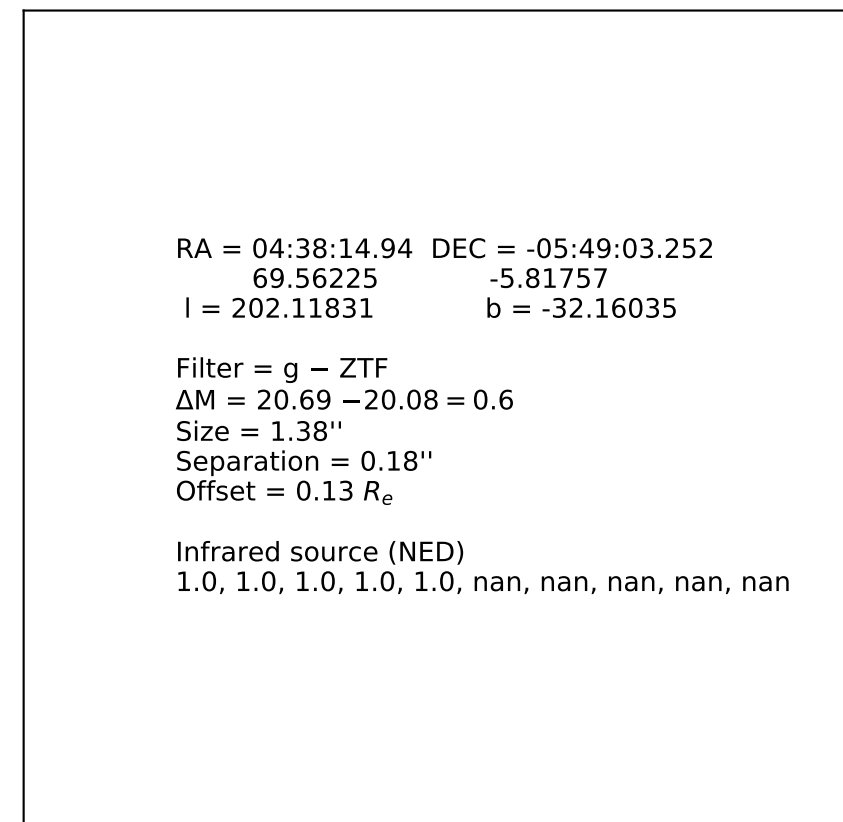 RA = 04:38:14.94  DEC = -05:49:03.252
69.56225  -5.81757
l = 202.11831  b = -32.16035
Filter = g − ZTF
ΔM = 20.69 −20.08 = 0.6
Size = 1.38''
Separation = 0.18''
Offset = 0.13 Rₑ
Infrared source (NED)
1.0, 1.0, 1.0, 1.0, 1.0, nan, nan, nan, nan, nan